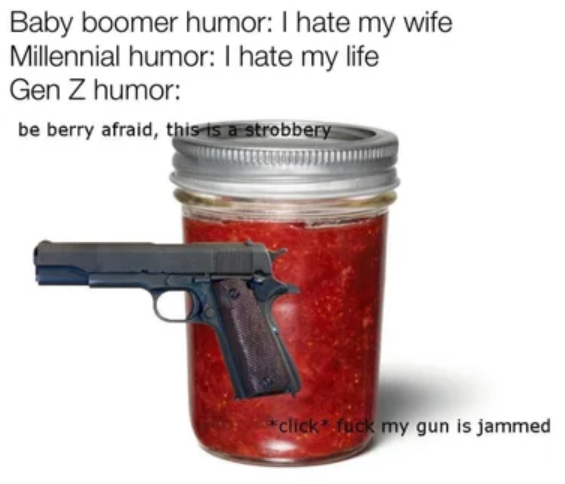 Baby boomer humor: I hate my wife
Millennial humor: I hate my life
Gen Z humor:
be berry afraid, this is a strobbery
*click* fuck my gun is jammed